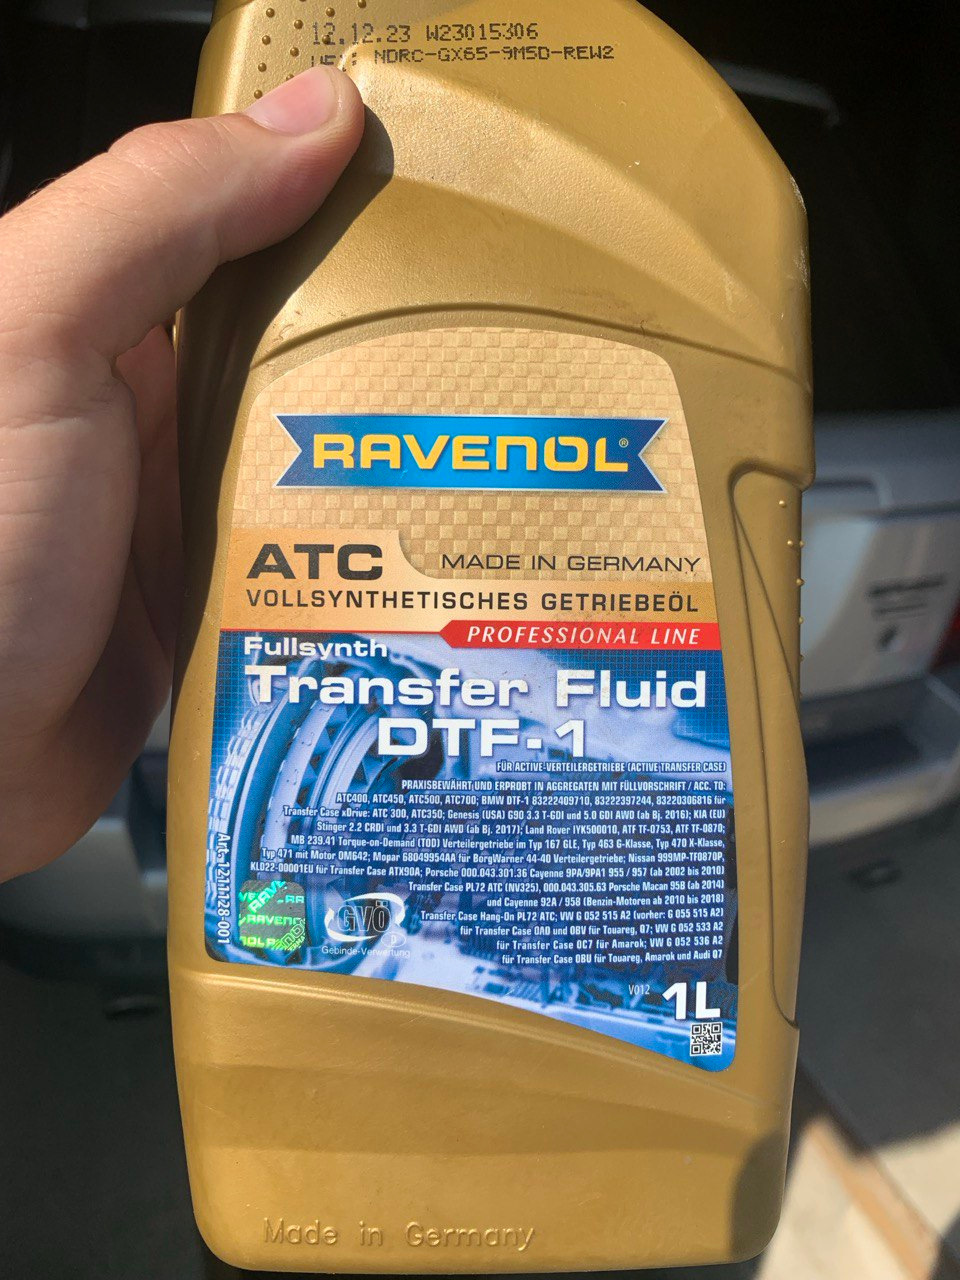 12.12.23 W23015306
NDRC-GX65-9M5D-REW2
RAVENOL®
ATC
MADE IN GERMANY
VOLLSYNTHETISCHES GETRIEBEÖL
PROFESSIONAL LINE
Fullsynth
Transfer Fluid
DTF-1
FÜR ACTIVE-VERTEILERGETRIEBE (ACTIVE TRANSFER CASE)
PRAXISBEWÄHRT UND ERPROBT IN AGGREGATEN MIT FÜLLVORSCHRIFT / ACC. TO:
ATC400, ATC450, ATC500, ATC700; BMW DTF-1 83222409710, 83222397244, 83220306816 für
Transfer Case xDrive: ATC 300, ATC350; Genesis (USA) G90 3.3 T-GDI und 5.0 GDI AWD (ab Bj. 2016); KIA (EU)
Stinger 2.2 CRDI und 3.3 T-GDI AWD (ab Bj. 2017); Land Rover IYK500010, ATF TF-0753, ATF TF-0870;
MB 239.41 Torque-on-Demand (TOD) Verteilergetriebe im Typ 167 GLE, Typ 463 G-Klasse, Typ 470 X-Klasse,
Typ 471 mit Motor OM642; Mopar 68049954AA für BorgWarner 44-40 Verteilergetriebe; Nissan 999MP-TF0870P,
KLD22-00001EU für Transfer Case ATX90A; Porsche 000.043.301.36 Cayenne 9PA/9PA1 955 / 957 (ab 2002 bis 2010)
Transfer Case PL72 ATC (NV325), 000.043.305.63 Porsche Macan 95B (ab 2014)
und Cayenne 92A / 958 (Benzin-Motoren ab 2010 bis 2018)
Transfer Case Hang-On PL72 ATC; VW G 052 515 A2 (vorher: G 055 515 A2)
für Transfer Case 0AD und 0BV für Touareg, Q7; VW G 052 533 A2
für Transfer Case 0C7 für Amarok; VW G 052 536 A2
für Transfer Case 0BU für Touareg, Amarok und Audi Q7
Art. 1211128-001
RAVENOL
GVÖ
Gebinde-Verwertung
V012
1L
Made in Germany